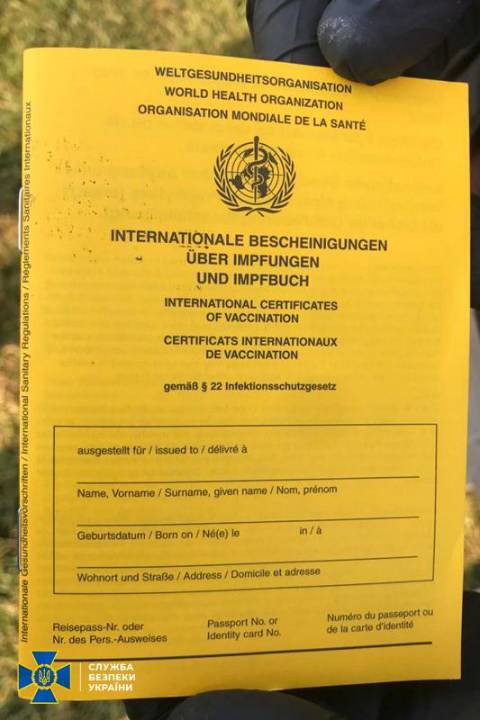 WELTGESUNDHEITSORGANISATION
WORLD HEALTH ORGANIZATION
ORGANISATION MONDIALE DE LA SANTÉ
INTERNATIONALE BESCHEINIGUNGEN
ÜBER IMPFUNGEN
UND IMPFBUCH
INTERNATIONAL CERTIFICATES
OF VACCINATION
CERTIFICATS INTERNATIONAUX
DE VACCINATION
gemäß § 22 Infektionsschutzgesetz
ausgestellt für / issued to / délivré à
Name, Vorname / Surname, given name / Nom, prénom
Geburtsdatum / Born on / Né(e) le in / à
Wohnort und Straße / Address / Domicile et adresse
Reisepass-Nr. oder
Nr. des Pers.-Ausweises
Passport No. or
Identity card No.
Numéro du passeport ou
de la carte d'identité
Internationale Gesundheitsvorschriften / International Sanitary Regulations / Règlements Sanitaires Internationaux
СЛУЖБА
БЕЗПЕКИ
УКРАЇНИ